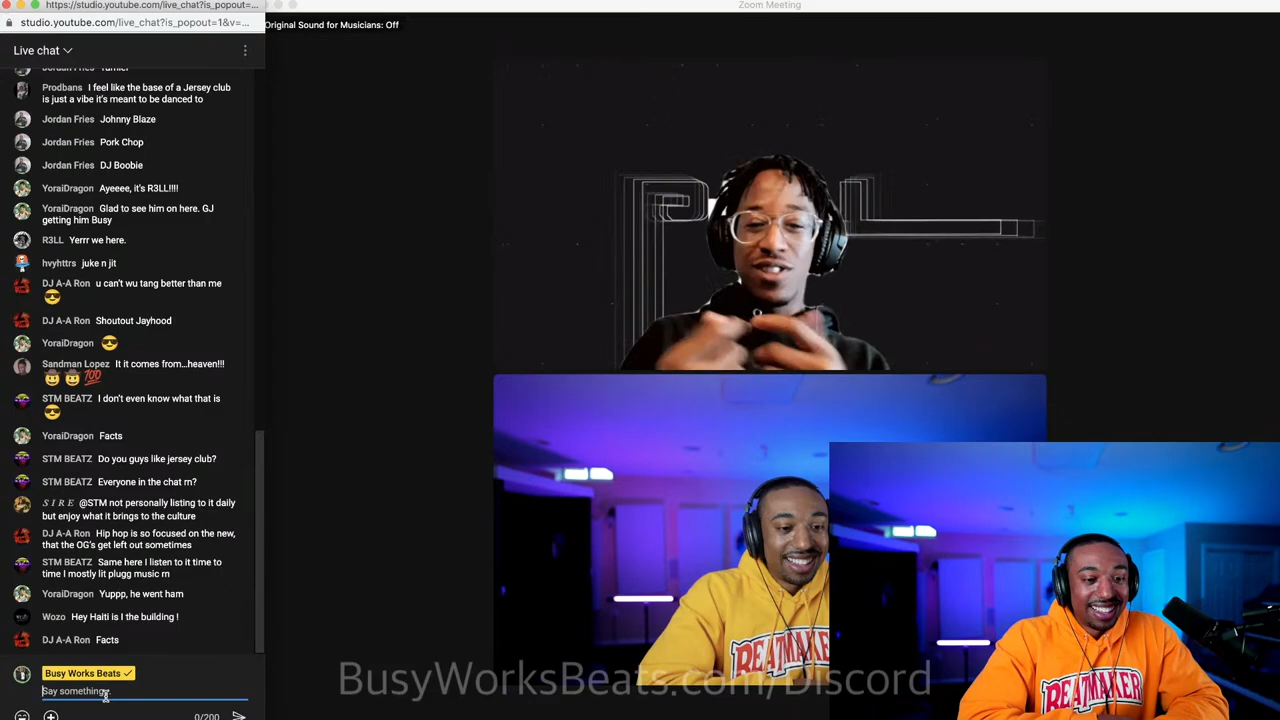 https://studio.youtube.com/live_chat?is_popout=1&v=...
studio.youtube.com/live_chat?is_popout=1&v=...
Zoom Meeting
Original Sound for Musicians: Off
Live chat
Jordan Fries
Prodbans I feel like the base of a Jersey club
is just a vibe it's meant to be danced to
Jordan Fries Johnny Blaze
Jordan Fries Pork Chop
Jordan Fries DJ Boobie
YoraiDragon Ayeeee, it's R3LL!!!!
YoraiDragon Glad to see him on here. GJ
getting him Busy
R3LL Yerrr we here.
hvyhttrs juke n jit
DJ A-A Ron u can't wu tang better than me
😎
DJ A-A Ron Shoutout Jayhood
YoraiDragon 😎
Sandman Lopez It it comes from...heaven!!!
🤠 🤠 💯
STM BEATZ I don't even know what that is
😎
YoraiDragon Facts
STM BEATZ Do you guys like jersey club?
STM BEATZ Everyone in the chat rn?
S I R E @STM not personally listing to it daily
but enjoy what it brings to the culture
DJ A-A Ron Hip hop is so focused on the new,
that the OG's get left out sometimes
STM BEATZ Same here I listen to it time to
time I mostly lit plugg music rn
YoraiDragon Yuppp, he went ham
Wozo Hey Haiti is I the building !
DJ A-A Ron Facts
Busy Works Beats
Say something...
0/200
BEATMAKER
BEATMAKER
BusyWorksBeats.com/Discord